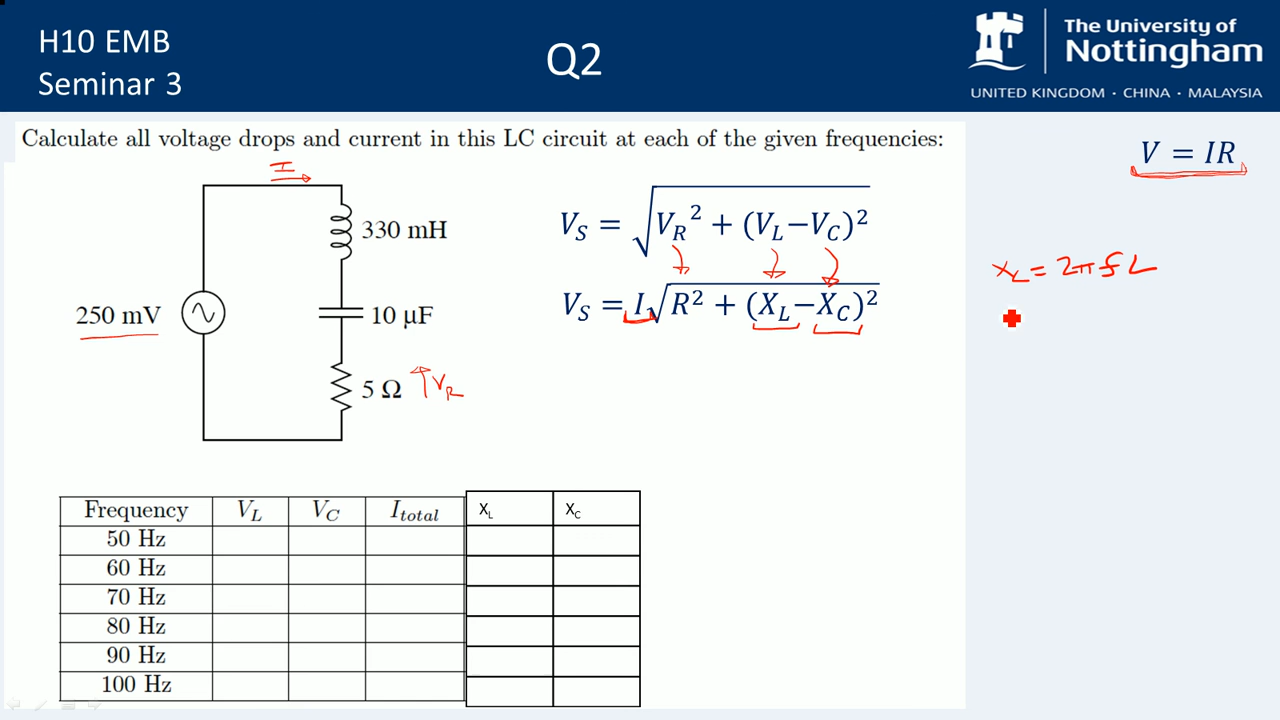 H10 EMB
Seminar 3
Q2
The University of
Nottingham
UNITED KINGDOM · CHINA · MALAYSIA
Calculate all voltage drops and current in this LC circuit at each of the given frequencies:
V = IR
I
330 mH
250 mV
10 μF
5 Ω
V_R
V_S = √(V_R² + (V_L−V_C)²)
V_S = I√(R² + (X_L−X_C)²)
X_L = 2πfL
Frequency V_L V_C I_total X_L X_C
50 Hz
60 Hz
70 Hz
80 Hz
90 Hz
100 Hz